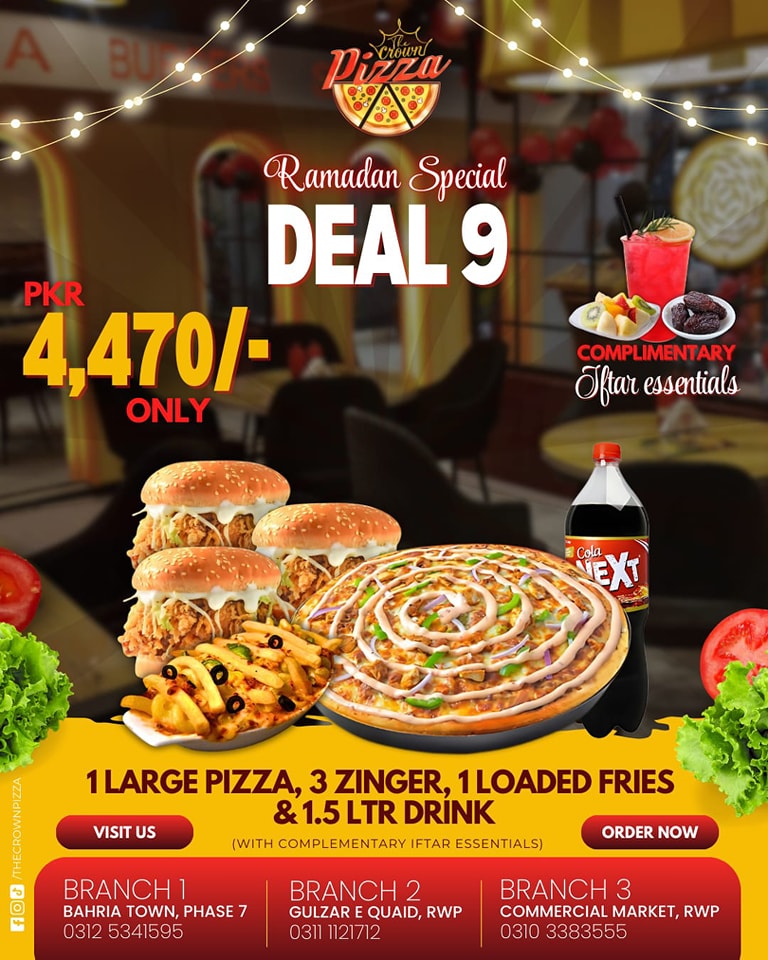 A BURGERS
The
Crown
Pizza
Ramadan Special
DEAL 9
PKR
4,470/-
ONLY
COMPLIMENTARY
Iftar essentials
Cola
NEXT
1 LARGE PIZZA, 3 ZINGER, 1 LOADED FRIES
& 1.5 LTR DRINK
(WITH COMPLEMENTARY IFTAR ESSENTIALS)
VISIT US
ORDER NOW
/THECROWNPIZZA
BRANCH 1
BAHRIA TOWN, PHASE 7
0312 5341595
BRANCH 2
GULZAR E QUAID, RWP
0311 1121712
BRANCH 3
COMMERCIAL MARKET, RWP
0310 3383555